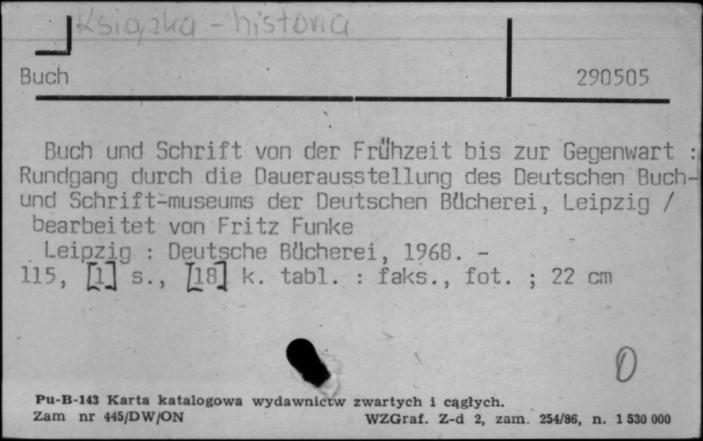 Książka - historia
Buch 290505
Buch und Schrift von der Frühzeit bis zur Gegenwart :
Rundgang durch die Dauerausstellung des Deutschen Buch-
und Schrift-museums der Deutschen Bücherei, Leipzig /
bearbeitet von Fritz Funke
Leipzig : Deutsche Bücherei, 1968. -
115, [1] s., [18] k. tabl. : faks., fot. ; 22 cm
0
Pu-B-143 Karta katalogowa wydawnictw zwartych i cągłych.
Zam nr 445/DW/ON WZGraf. Z-d 2, zam. 254/86, n. 1 530 000